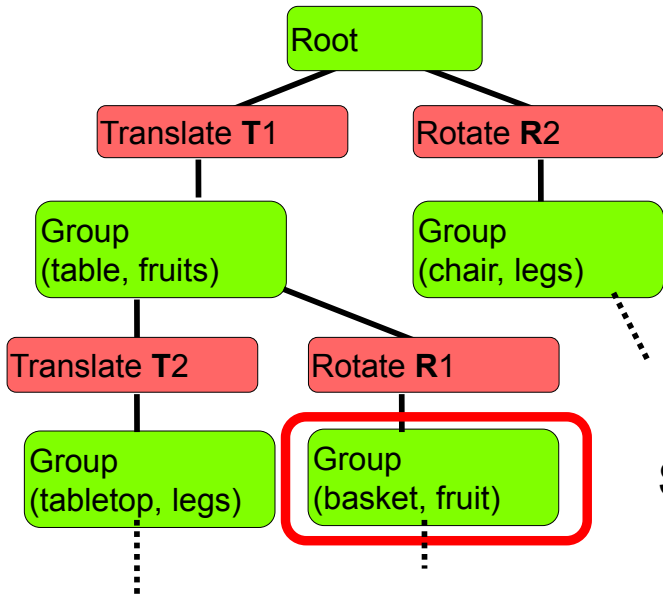 Root
Translate T1
Rotate R2
Group
(table, fruits)
Group
(chair, legs)
Translate T2
Rotate R1
Group
(tabletop, legs)
Group
(basket, fruit)